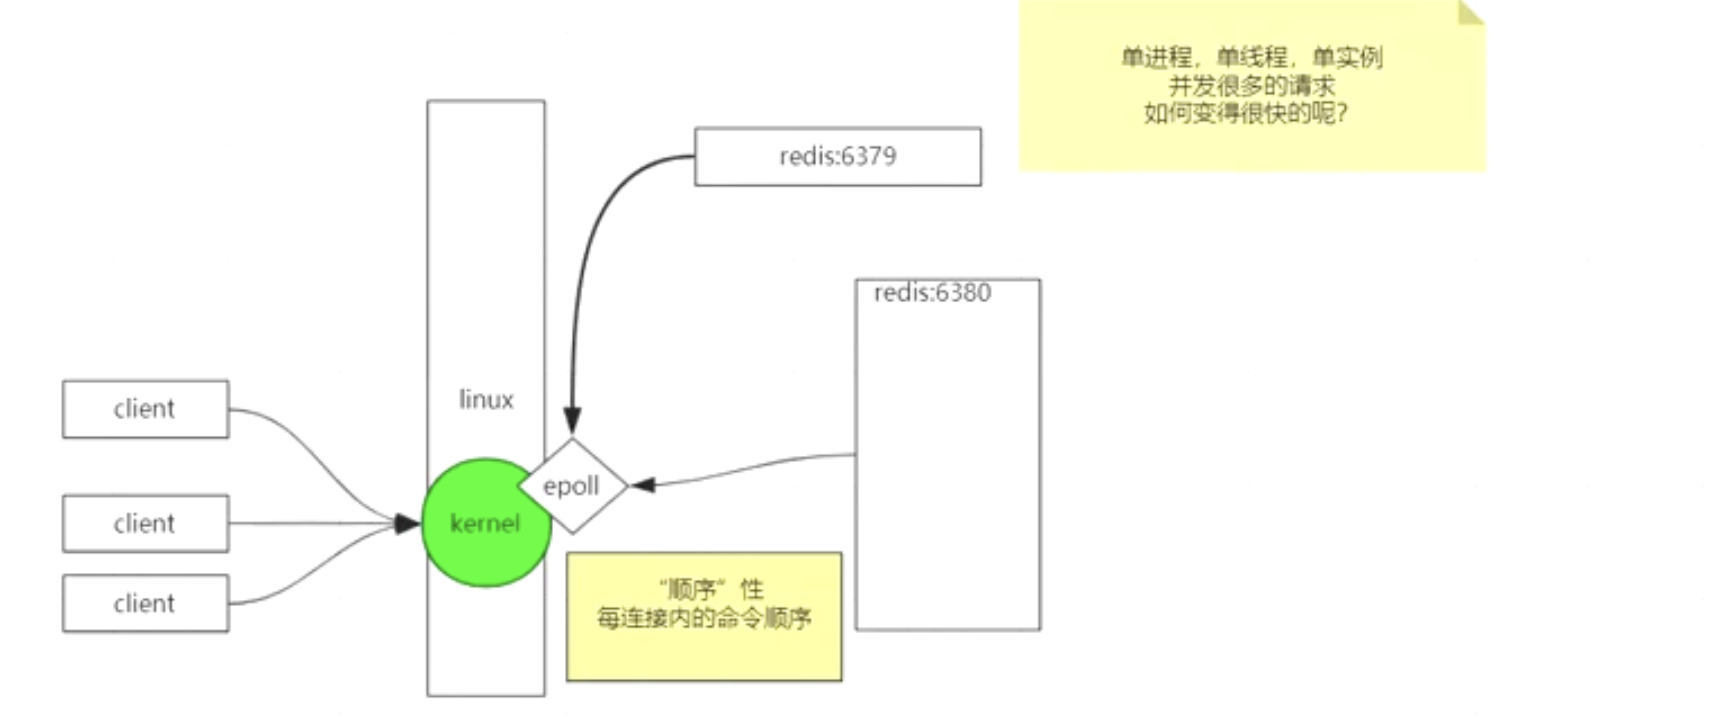 单进程，单线程，单实例
并发很多的请求
如何变得很快的呢？
redis:6379
redis:6380
linux
client
client
client
epoll
kernel
“顺序”性
每连接内的命令顺序